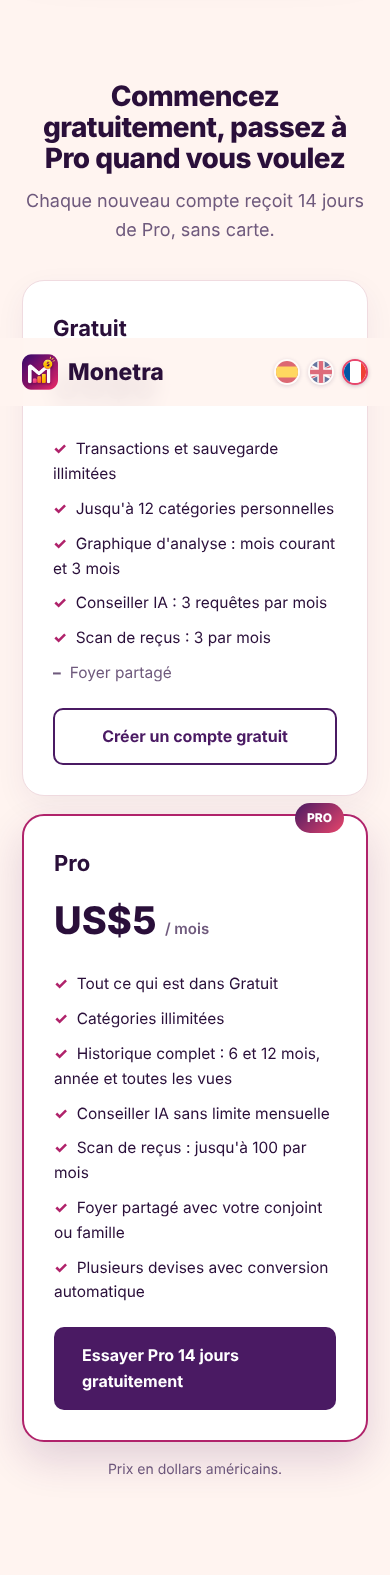 Commencez
gratuitement, passez à
Pro quand vous voulez
Chaque nouveau compte reçoit 14 jours
de Pro, sans carte.
Gratuit
Monetra
✓ Transactions et sauvegarde
illimitées
✓ Jusqu'à 12 catégories personnelles
✓ Graphique d'analyse : mois courant
et 3 mois
✓ Conseiller IA : 3 requêtes par mois
✓ Scan de reçus : 3 par mois
– Foyer partagé
Créer un compte gratuit
PRO
Pro
US$5 / mois
✓ Tout ce qui est dans Gratuit
✓ Catégories illimitées
✓ Historique complet : 6 et 12 mois,
année et toutes les vues
✓ Conseiller IA sans limite mensuelle
✓ Scan de reçus : jusqu'à 100 par
mois
✓ Foyer partagé avec votre conjoint
ou famille
✓ Plusieurs devises avec conversion
automatique
Essayer Pro 14 jours
gratuitement
Prix en dollars américains.